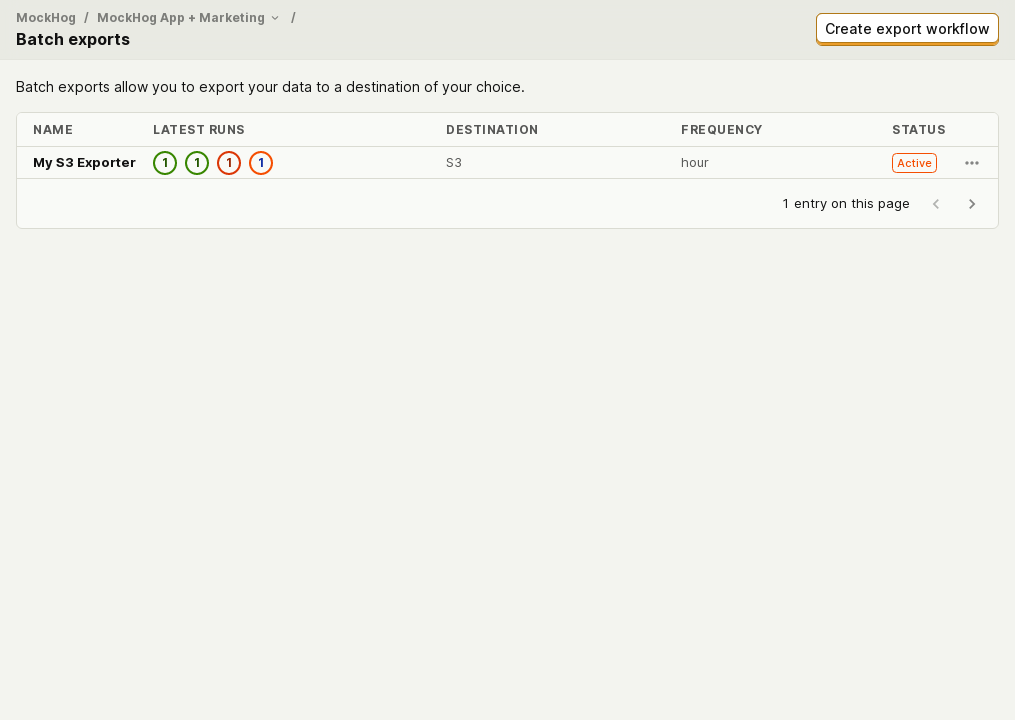 MockHog / MockHog App + Marketing /
Batch exports
Create export workflow
Batch exports allow you to export your data to a destination of your choice.
NAME LATEST RUNS DESTINATION FREQUENCY STATUS
My S3 Exporter 1 1 1 1 S3 hour Active
1 entry on this page